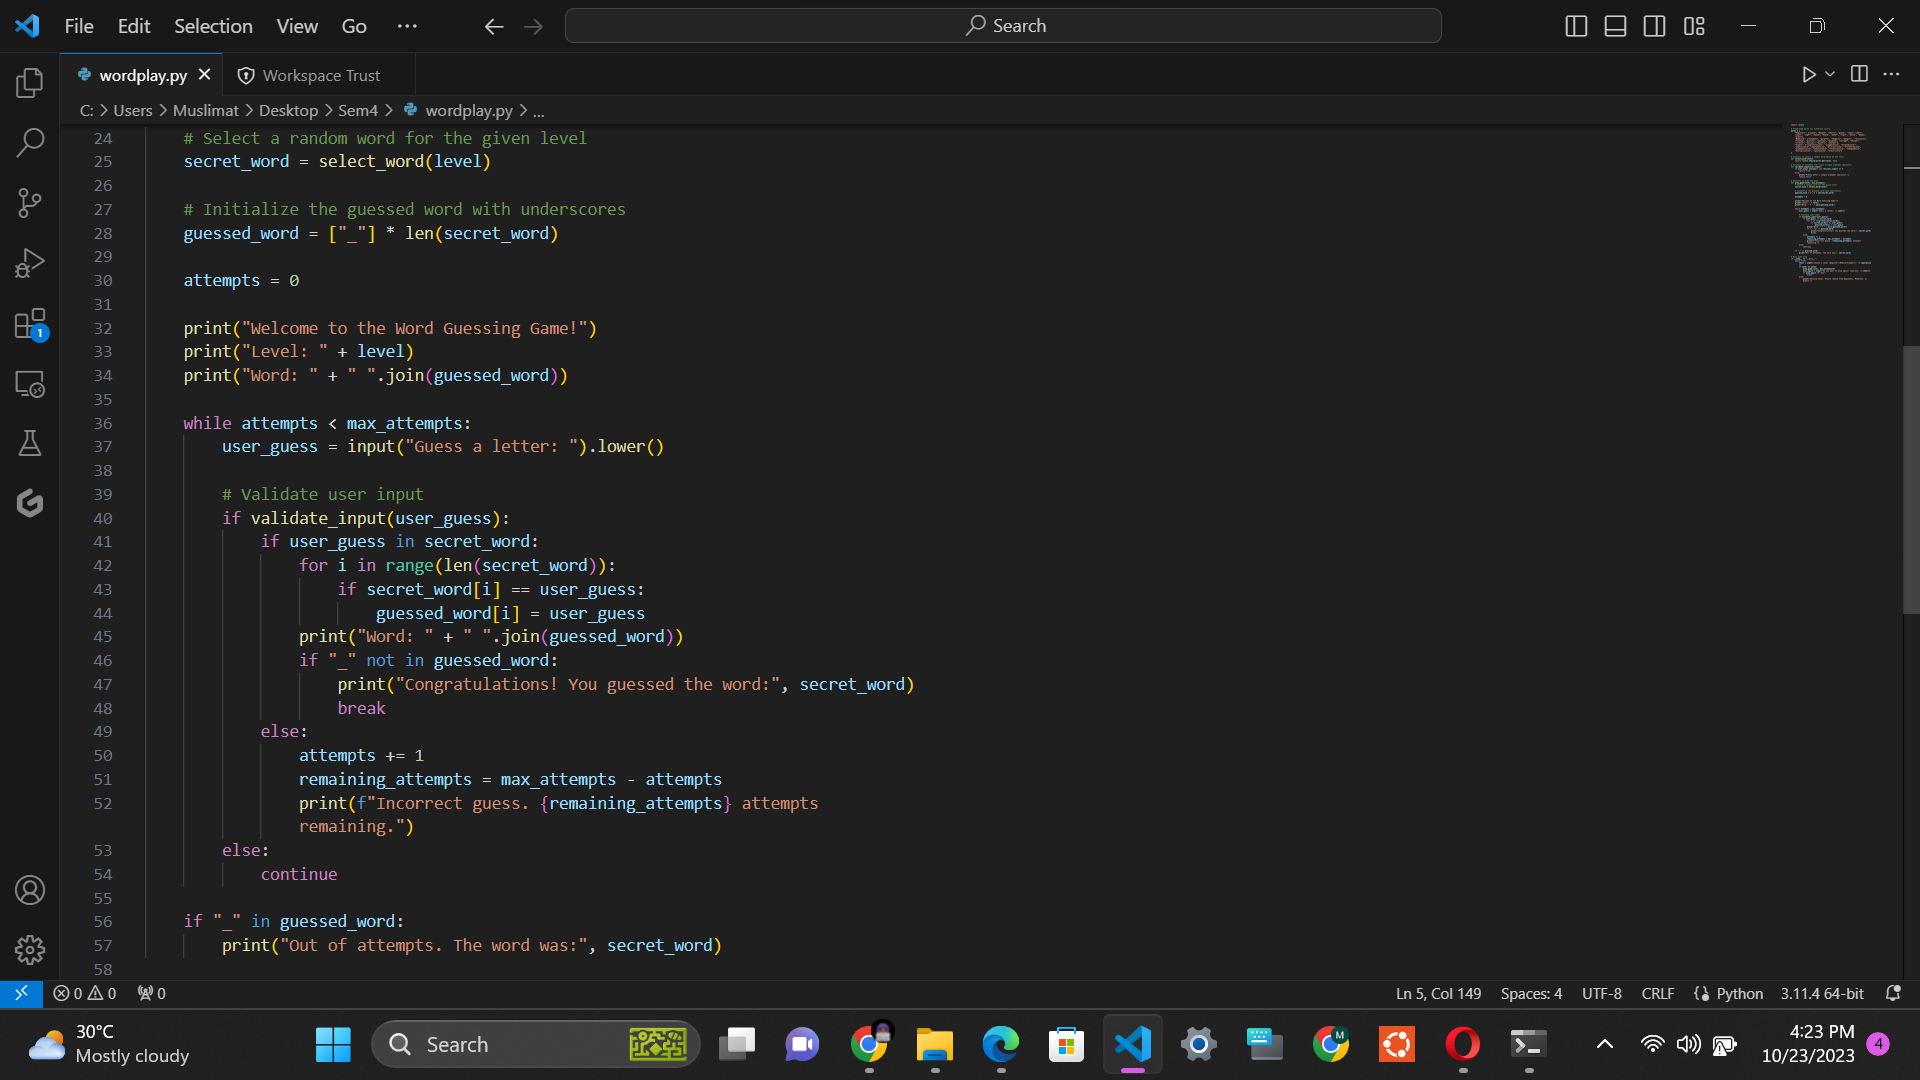 File Edit Selection View Go ··· Search
wordplay.py Workspace Trust
C: > Users > Muslimat > Desktop > Sem4 > wordplay.py > ...
24 # Select a random word for the given level
25 secret_word = select_word(level)
26
27 # Initialize the guessed word with underscores
28 guessed_word = ["_"] * len(secret_word)
29
30 attempts = 0
31
32 print("Welcome to the Word Guessing Game!")
33 print("Level: " + level)
34 print("Word: " + " ".join(guessed_word))
35
36 while attempts < max_attempts:
37 user_guess = input("Guess a letter: ").lower()
38
39 # Validate user input
40 if validate_input(user_guess):
41 if user_guess in secret_word:
42 for i in range(len(secret_word)):
43 if secret_word[i] == user_guess:
44 guessed_word[i] = user_guess
45 print("Word: " + " ".join(guessed_word))
46 if "_" not in guessed_word:
47 print("Congratulations! You guessed the word:", secret_word)
48 break
49 else:
50 attempts += 1
51 remaining_attempts = max_attempts - attempts
52 print(f"Incorrect guess. {remaining_attempts} attempts
remaining.")
53 else:
54 continue
55
56 if "_" in guessed_word:
57 print("Out of attempts. The word was:", secret_word)
58
1
0 0 0 Ln 5, Col 149 Spaces: 4 UTF-8 CRLF Python 3.11.4 64-bit
30°C
Mostly cloudy
Search
M
4:23 PM
10/23/2023
4